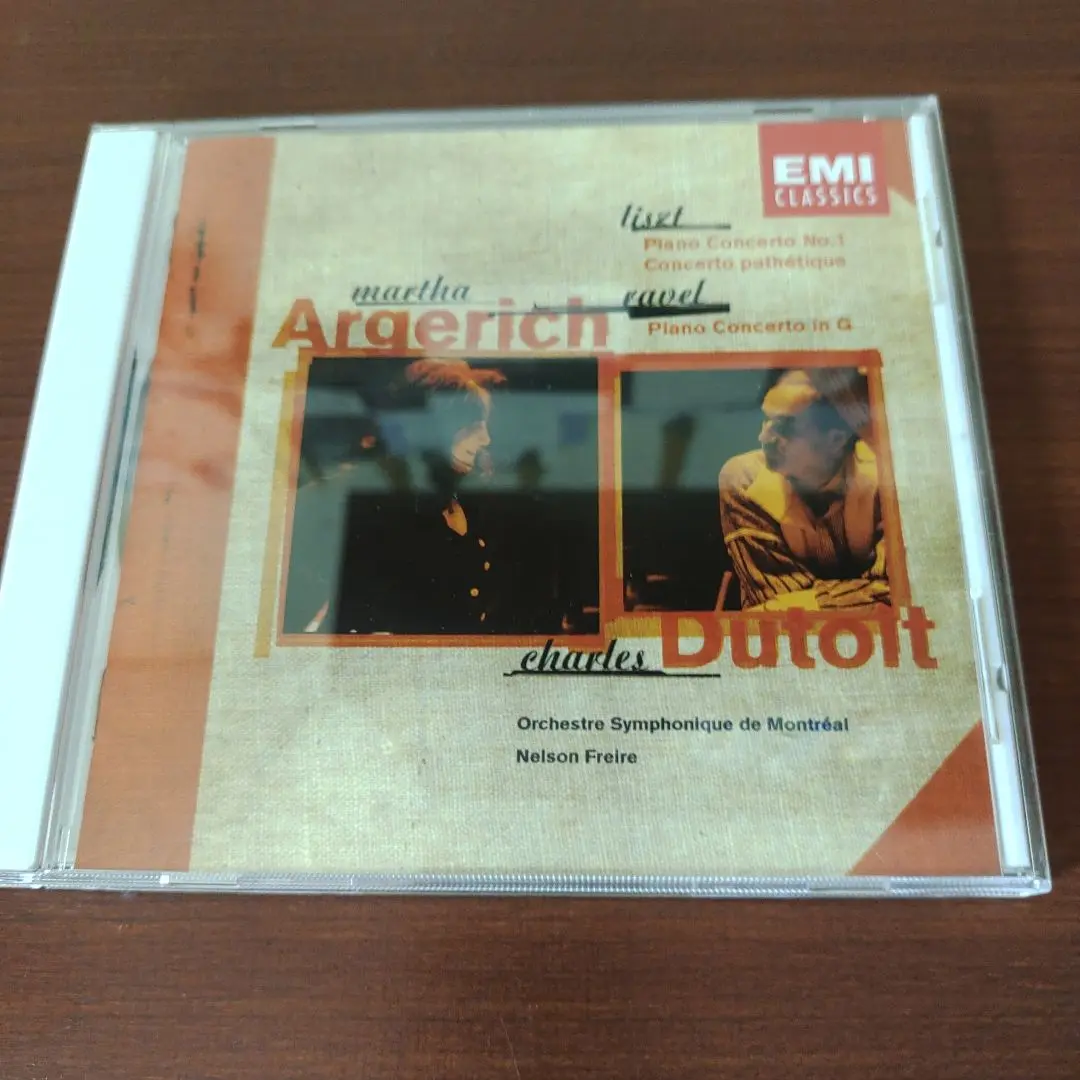 EMI
CLASSICS
liszt
Piano Concerto No.1
Concerto pathétique
martha
Argerich
ravel
Piano Concerto in G
charles
Dutoit
Orchestre Symphonique de Montréal
Nelson Freire